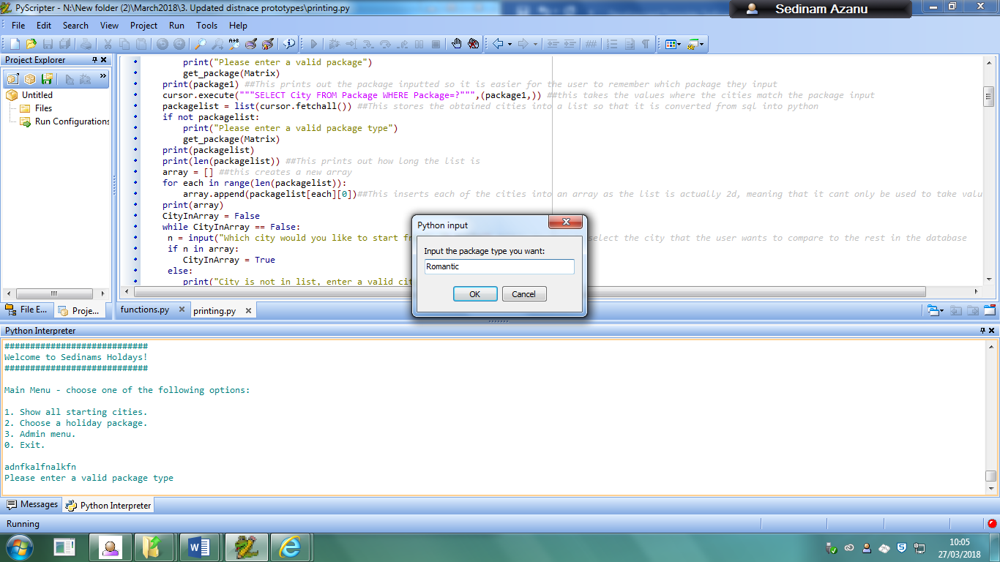 PyScripter - N:\New folder (2)\March2018\3. Updated distnace prototypes\printing.py
Sedinam Azanu
File Edit Search View Project Run Tools Help
Project Explorer
Untitled
Files
Run Configurations
print("Please enter a valid package")
get_package(Matrix)
print(package1) ##This prints out the package inputted so it is easier for the user to remember which package they input
cursor.execute("""SELECT City FROM Package WHERE Package=?""",(package1,)) ##this takes the values where the cities match the package input
packagelist = list(cursor.fetchall()) ##This stores the obtained cities into a list so that it is converted from sql into python
if not packagelist:
print("Please enter a valid package type")
get_package(Matrix)
print(packagelist)
print(len(packagelist)) ##This prints out how long the list is
array = [] ##this creates a new array
for each in range(len(packagelist)):
array.append(packagelist[each][0])##This inserts each of the cities into an array as the list is actually 2d, meaning that it cant only be used to take valu
print(array)
CityInArray = False
while CityInArray == False:
n = input("Which city would you like to start fr select the city that the user wants to compare to the rest in the database
if n in array:
CityInArray = True
else:
print("City is not in list, enter a valid cit
Python input
Input the package type you want:
Romantic
OK Cancel
File E... Proje...
functions.py printing.py
Python Interpreter
############################
Welcome to Sedinams Holdays!
############################
Main Menu - choose one of the following options:
1. Show all starting cities.
2. Choose a holiday package.
3. Admin menu.
0. Exit.
adnfkalfnalkfn
Please enter a valid package type
Messages Python Interpreter
Running
10:05
27/03/2018